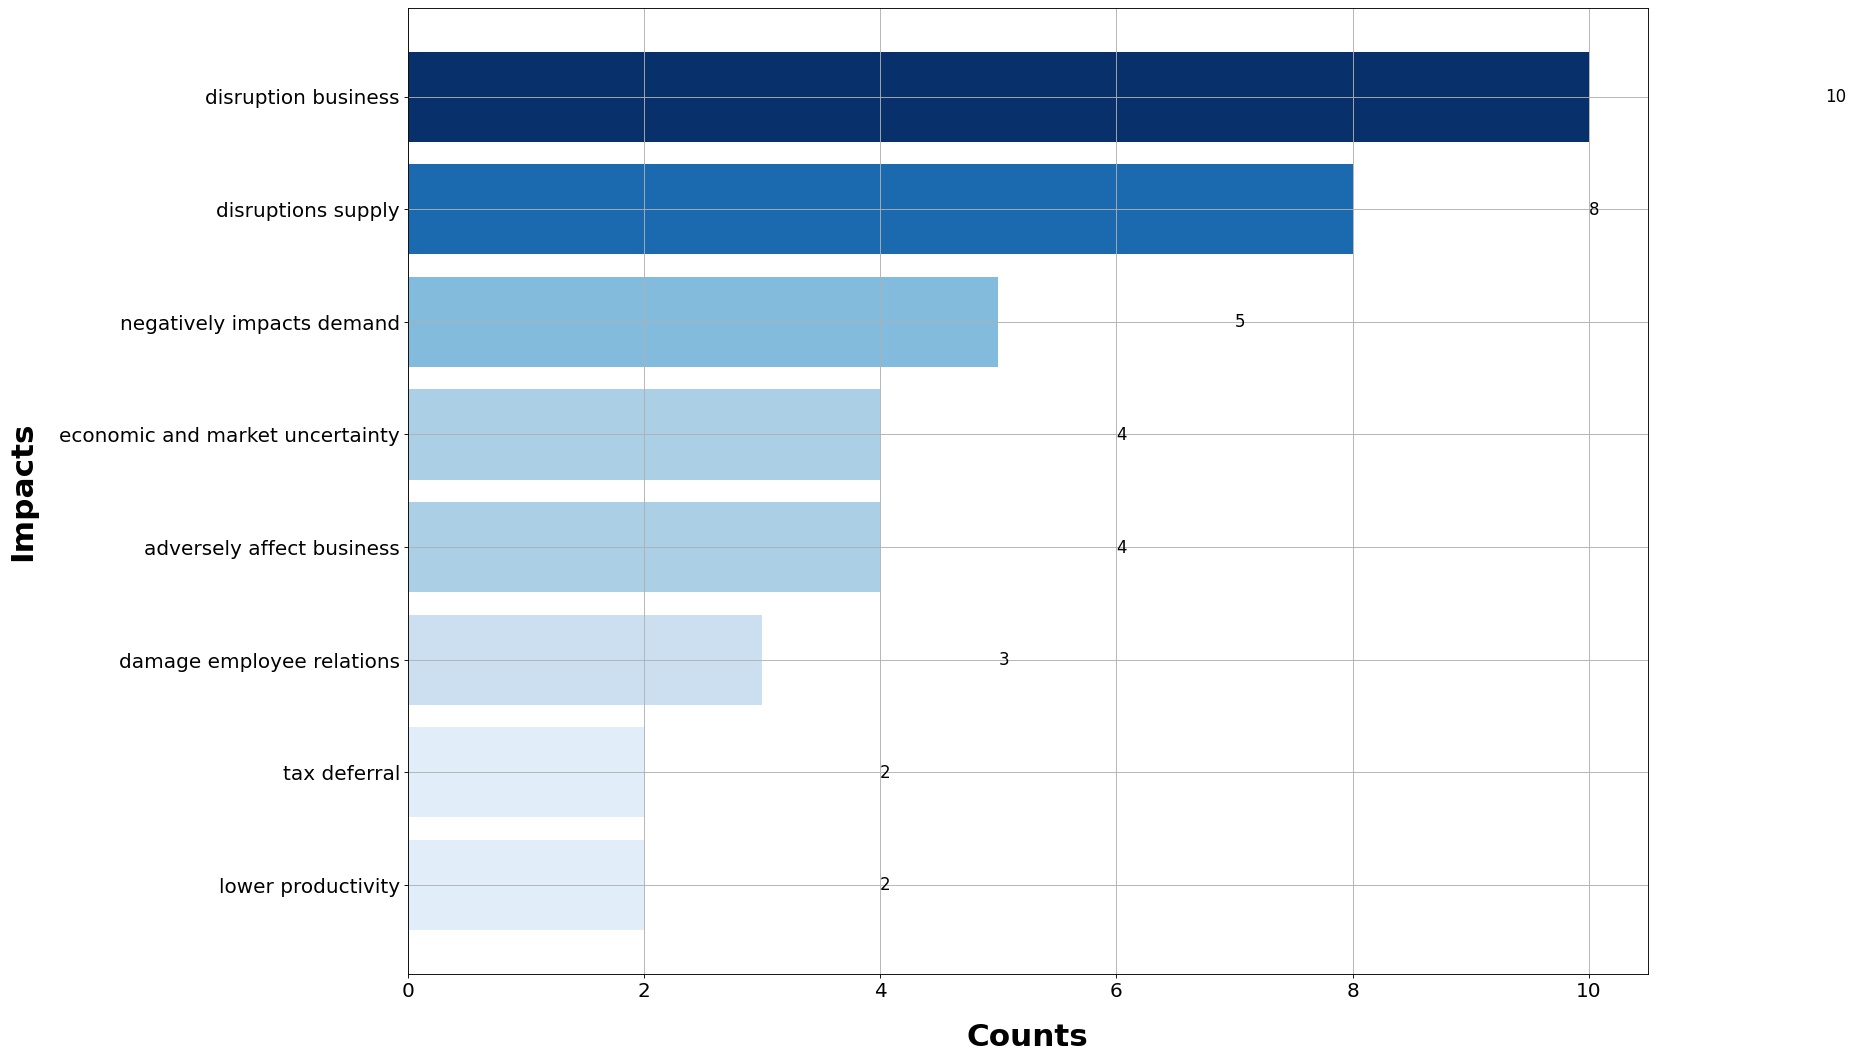 disruption business
10
disruptions supply
8
negatively impacts demand
5
economic and market uncertainty
4
adversely affect business
4
damage employee relations
3
tax deferral
2
lower productivity
2
Impacts
0 2 4 6 8 10
Counts